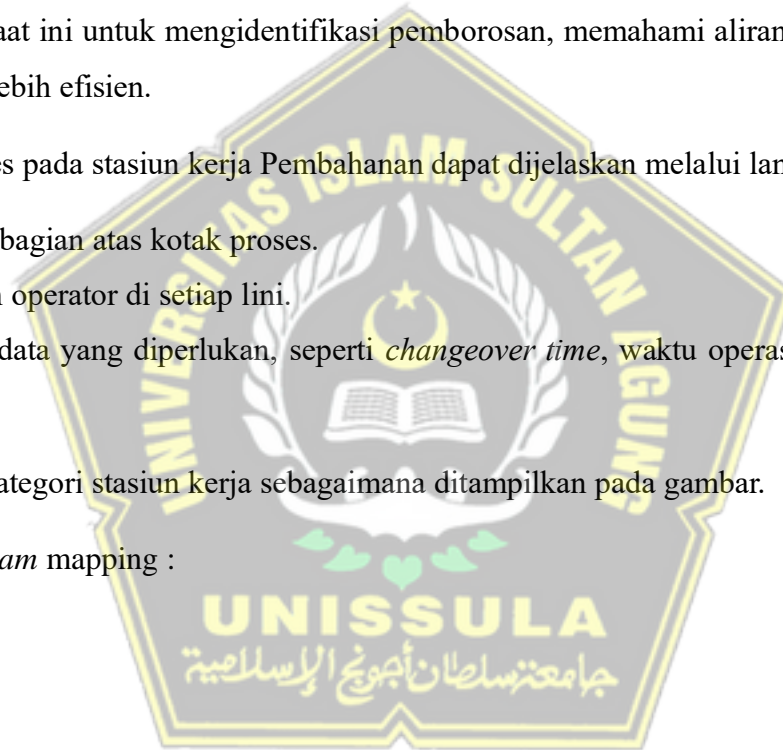 aat ini untuk mengidentifikasi pemborosan, memahami aliran
ebih efisien.
es pada stasiun kerja Pembahanan dapat dijelaskan melalui lan
bagian atas kotak proses.
n operator di setiap lini.
data yang diperlukan, seperti changeover time, waktu operas
ategori stasiun kerja sebagaimana ditampilkan pada gambar.
am mapping :
UNIVERSITAS ISLAM SULTAN AGUNG
UNISSULA
جامعة سلطان أجونج الإسلامية